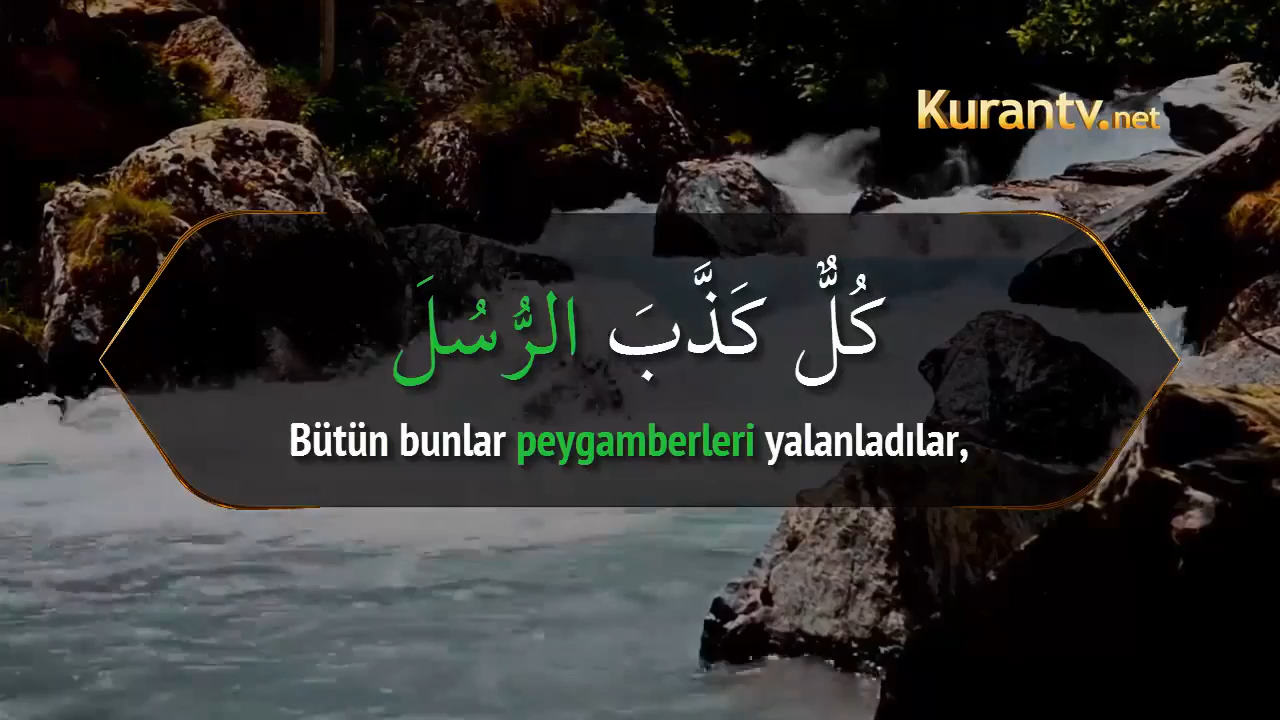 Kurantv.net
كُلٌّ كَذَّبَ الرُّسُلَ
Bütün bunlar peygamberleri yalanladılar,